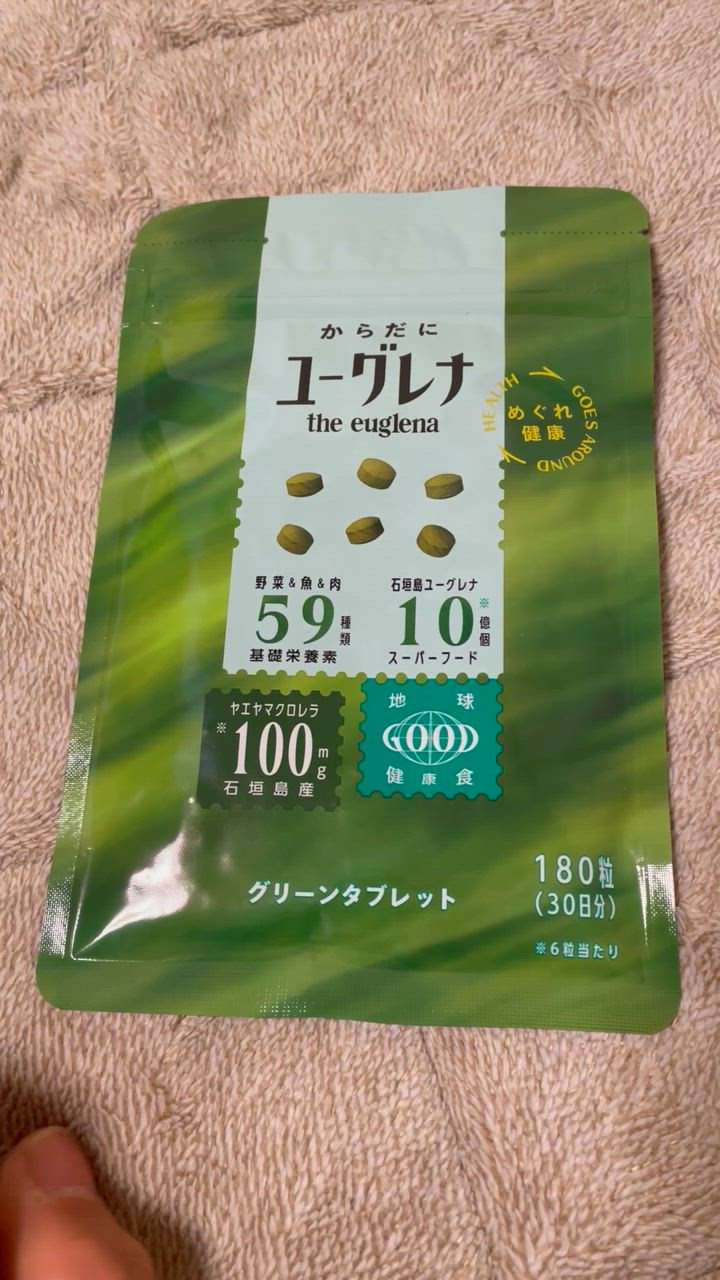 からだに
ユーグレナ
the euglena
HEALTH GOES AROUND
めぐれ
健康
野菜&魚&肉
59種類
基礎栄養素
石垣島ユーグレナ
10※億個
スーパーフード
ヤエヤマクロレラ
※100mg
石垣島産
地球
GOOD
健康食
グリーンタブレット
180粒
(30日分)
※6粒当たり